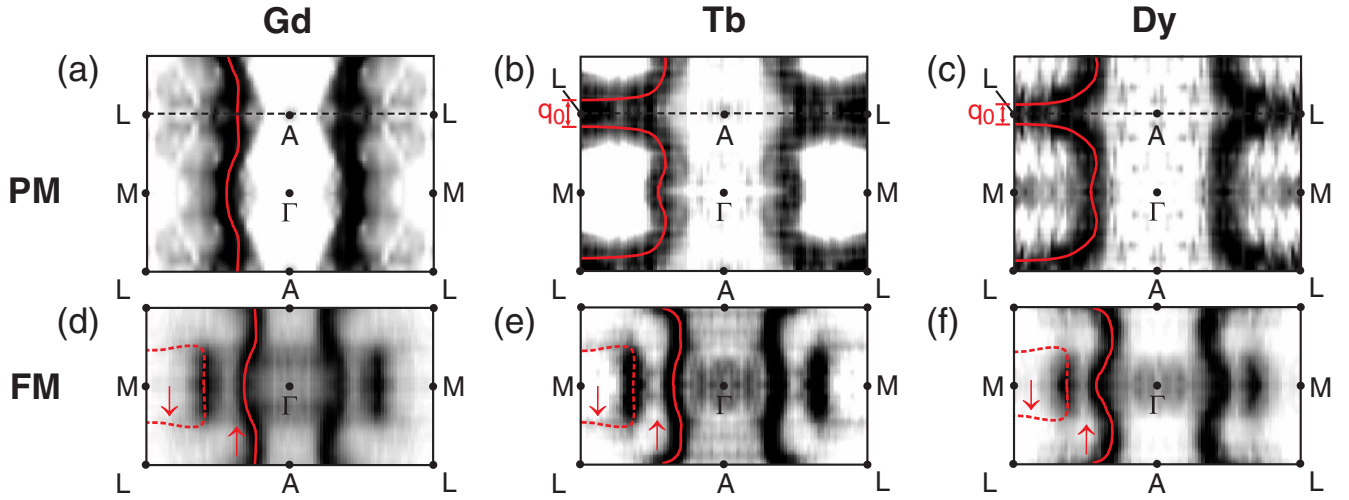 Gd Tb Dy
(a) (b) (c)
L L
q₀ q₀
L A L A L A L
PM M Γ M M Γ M M Γ M
L A L L A L L A L
(d) (e) (f)
FM M Γ M M Γ M M Γ M
L A L L A L L A L